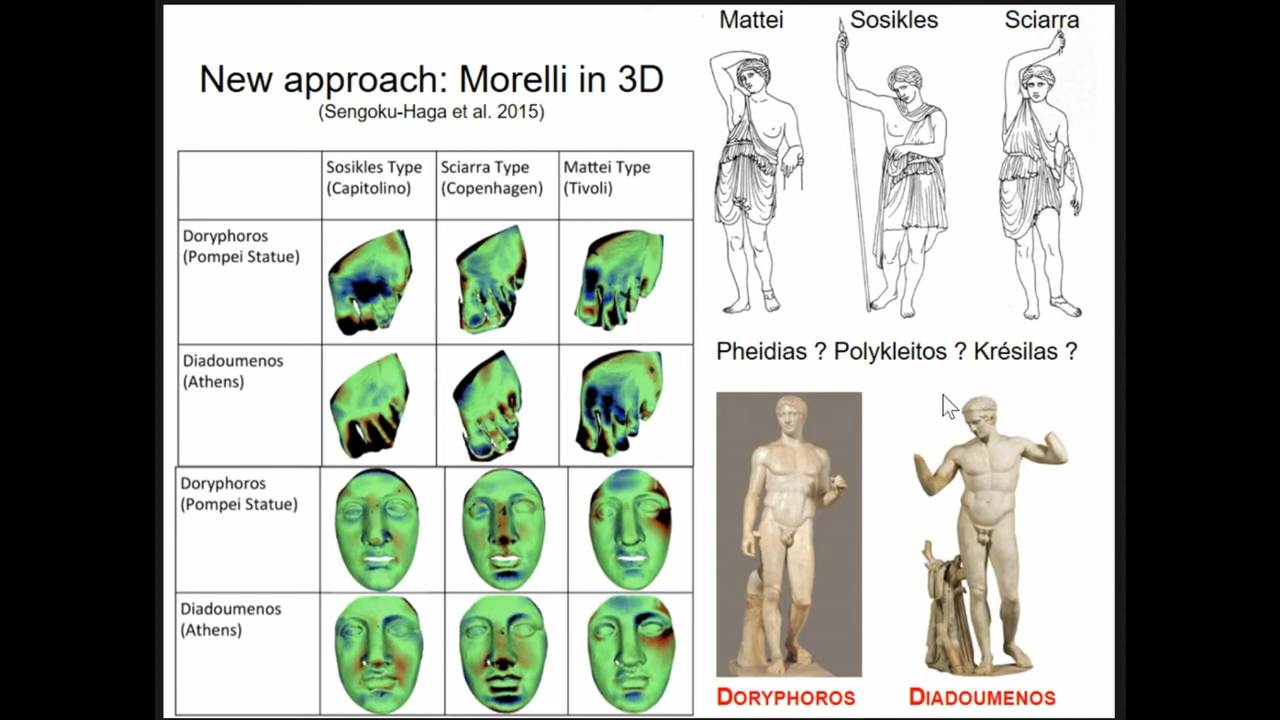 New approach: Morelli in 3D
(Sengoku-Haga et al. 2015)
Sosikles Type
(Capitolino)
Sciarra Type
(Copenhagen)
Mattei Type
(Tivoli)
Doryphoros
(Pompei Statue)
Diadoumenos
(Athens)
Doryphoros
(Pompei Statue)
Diadoumenos
(Athens)
Mattei
Sosikles
Sciarra
Pheidias ? Polykleitos ? Krésilas ?
DORYPHOROS
DIADOUMENOS